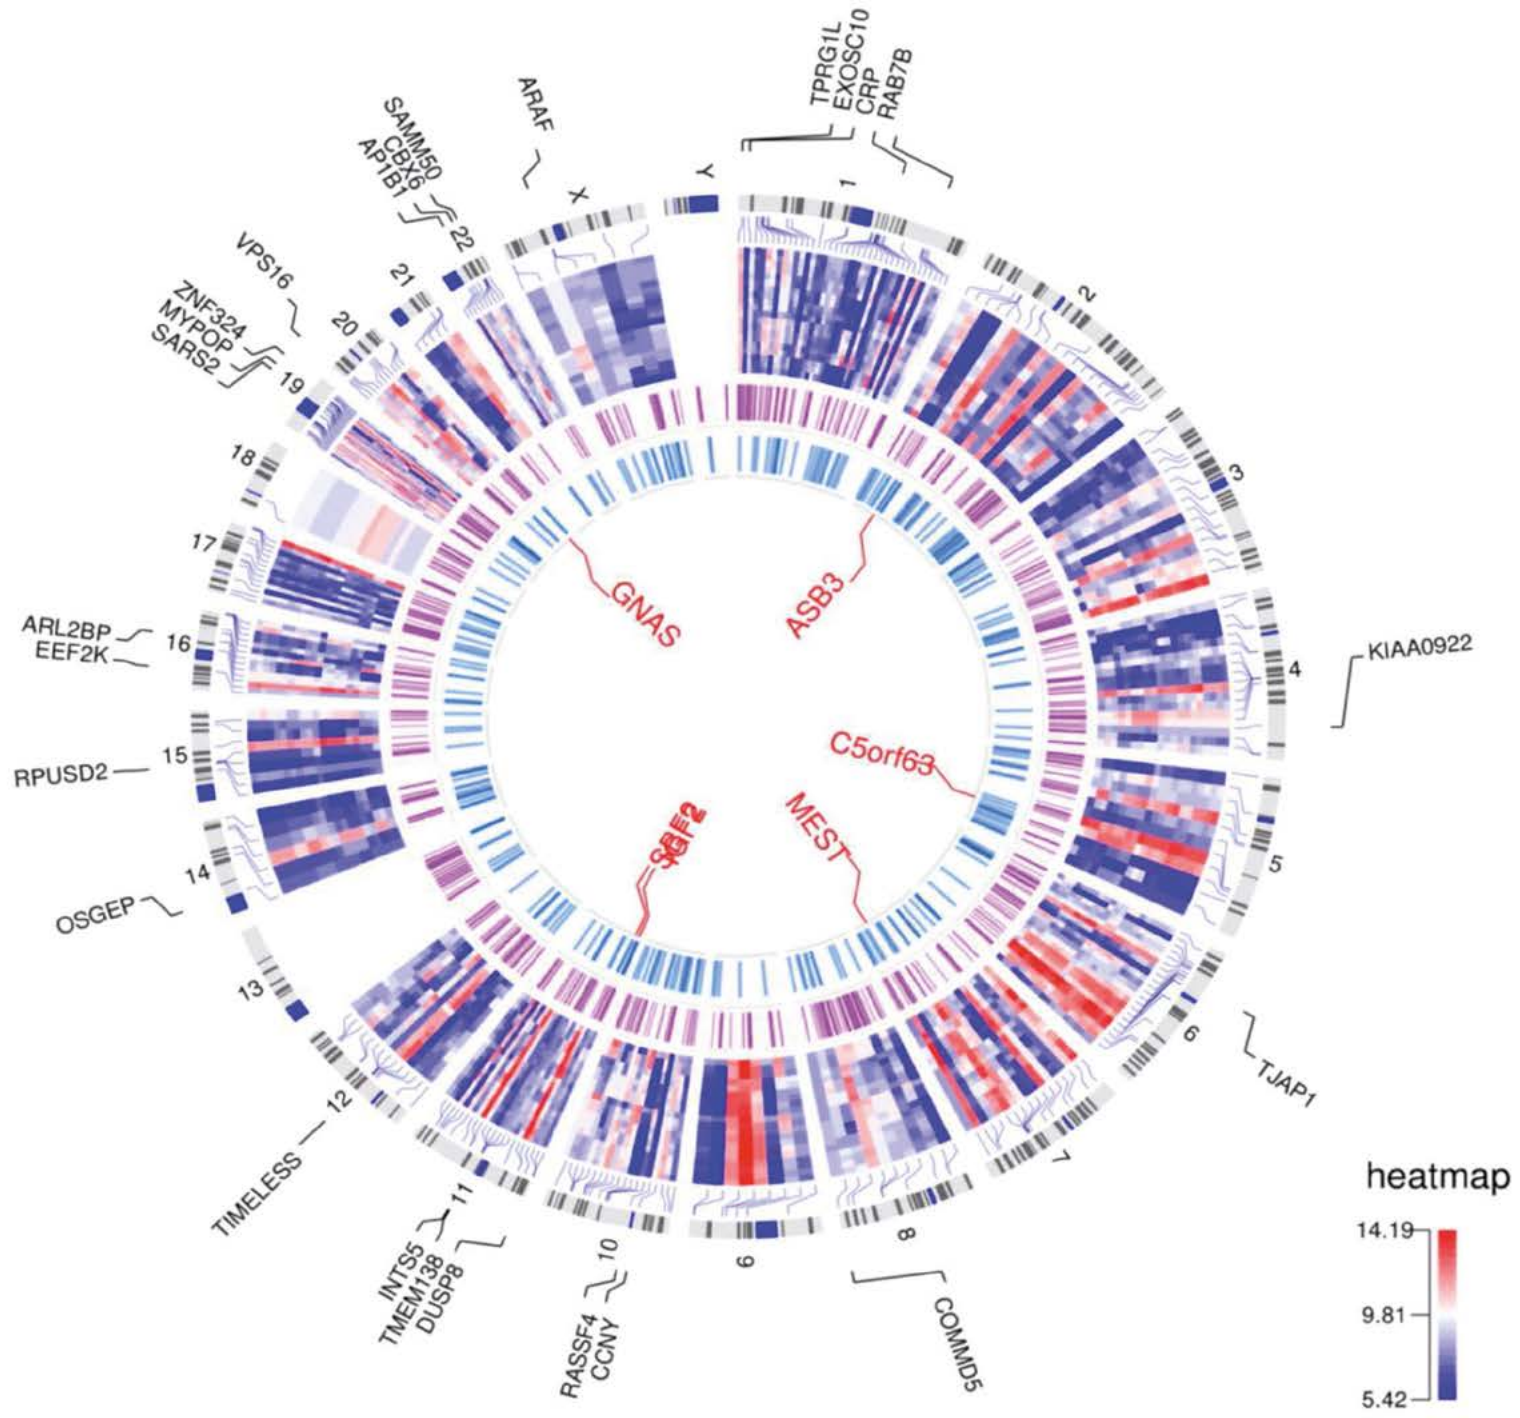 TPRG1L
EXOSC10
CRP
RAB7B
ARAF
SAMM50
CBX6
AP1B1
VPS16
ZNF324
MYPOP
SARS2
ARL2BP
EEF2K
RPUSD2
OSGEP
TIMELESS
INTS5
TMEM138
DUSP8
RASSF4
CCNY
COMMD5
TJAP1
KIAA0922
1
2
3
4
5
6
7
8
9
10
11
12
13
14
15
16
17
18
19
20
21
22
X
Y
GNAS
ASB3
C5orf63
MEST
heatmap
14.19
9.81
5.42